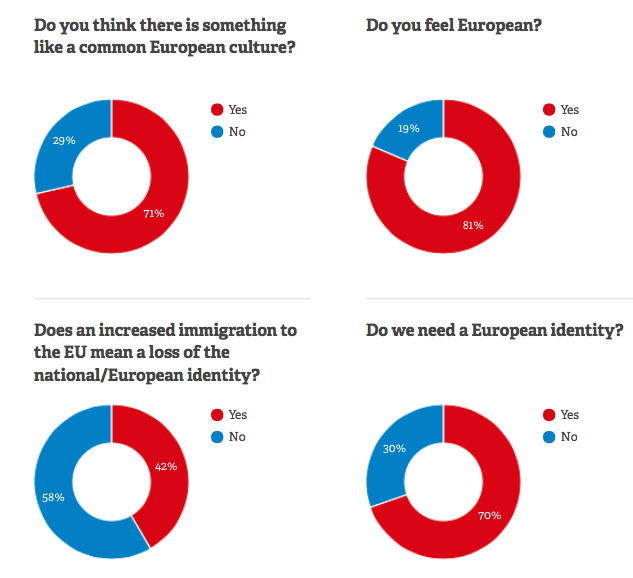 Do you think there is something
like a common European culture?
Yes
No
29%
71%
Do you feel European?
Yes
No
19%
81%
Does an increased immigration to
the EU mean a loss of the
national/European identity?
Yes
No
42%
58%
Do we need a European identity?
Yes
No
30%
70%